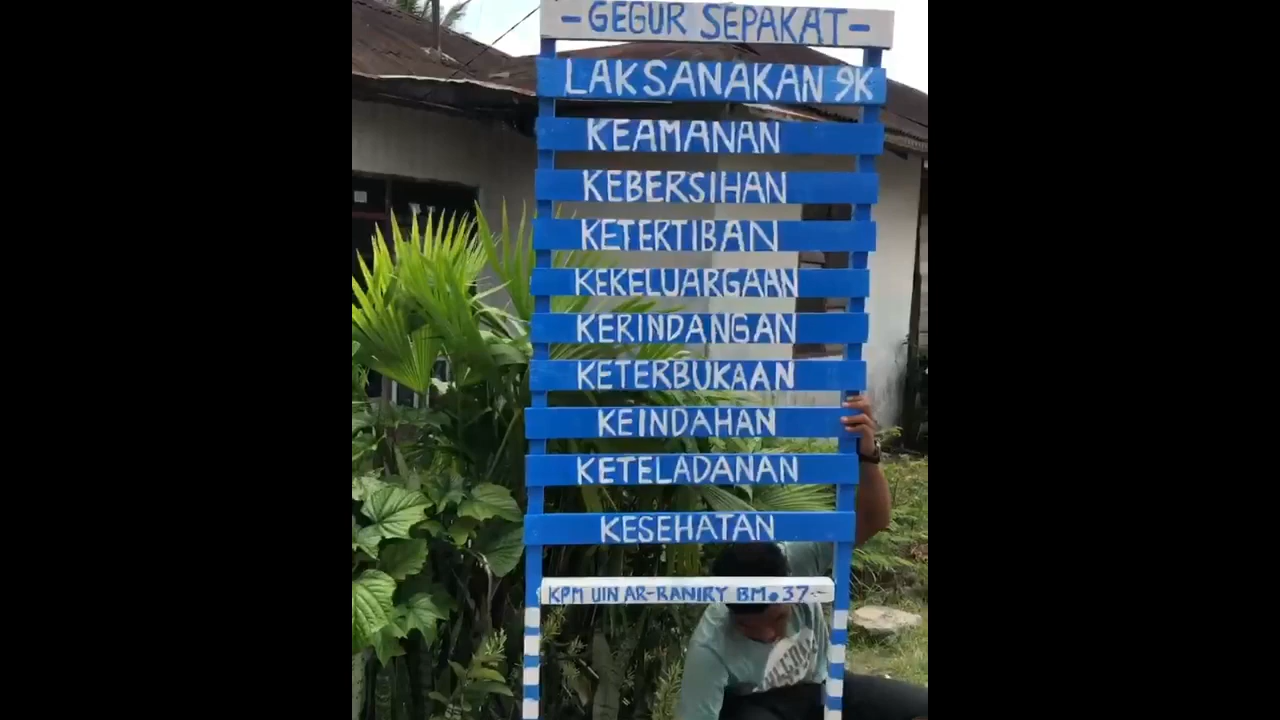 -GEGUR SEPAKAT-
LAKSANAKAN 9K
KEAMANAN
KEBERSIHAN
KETERTIBAN
KEKELUARGAAN
KERINDANGAN
KETERBUKAAN
KEINDAHAN
KETELADANAN
KESEHATAN
KPM UIN AR-RANIRY BM.37-